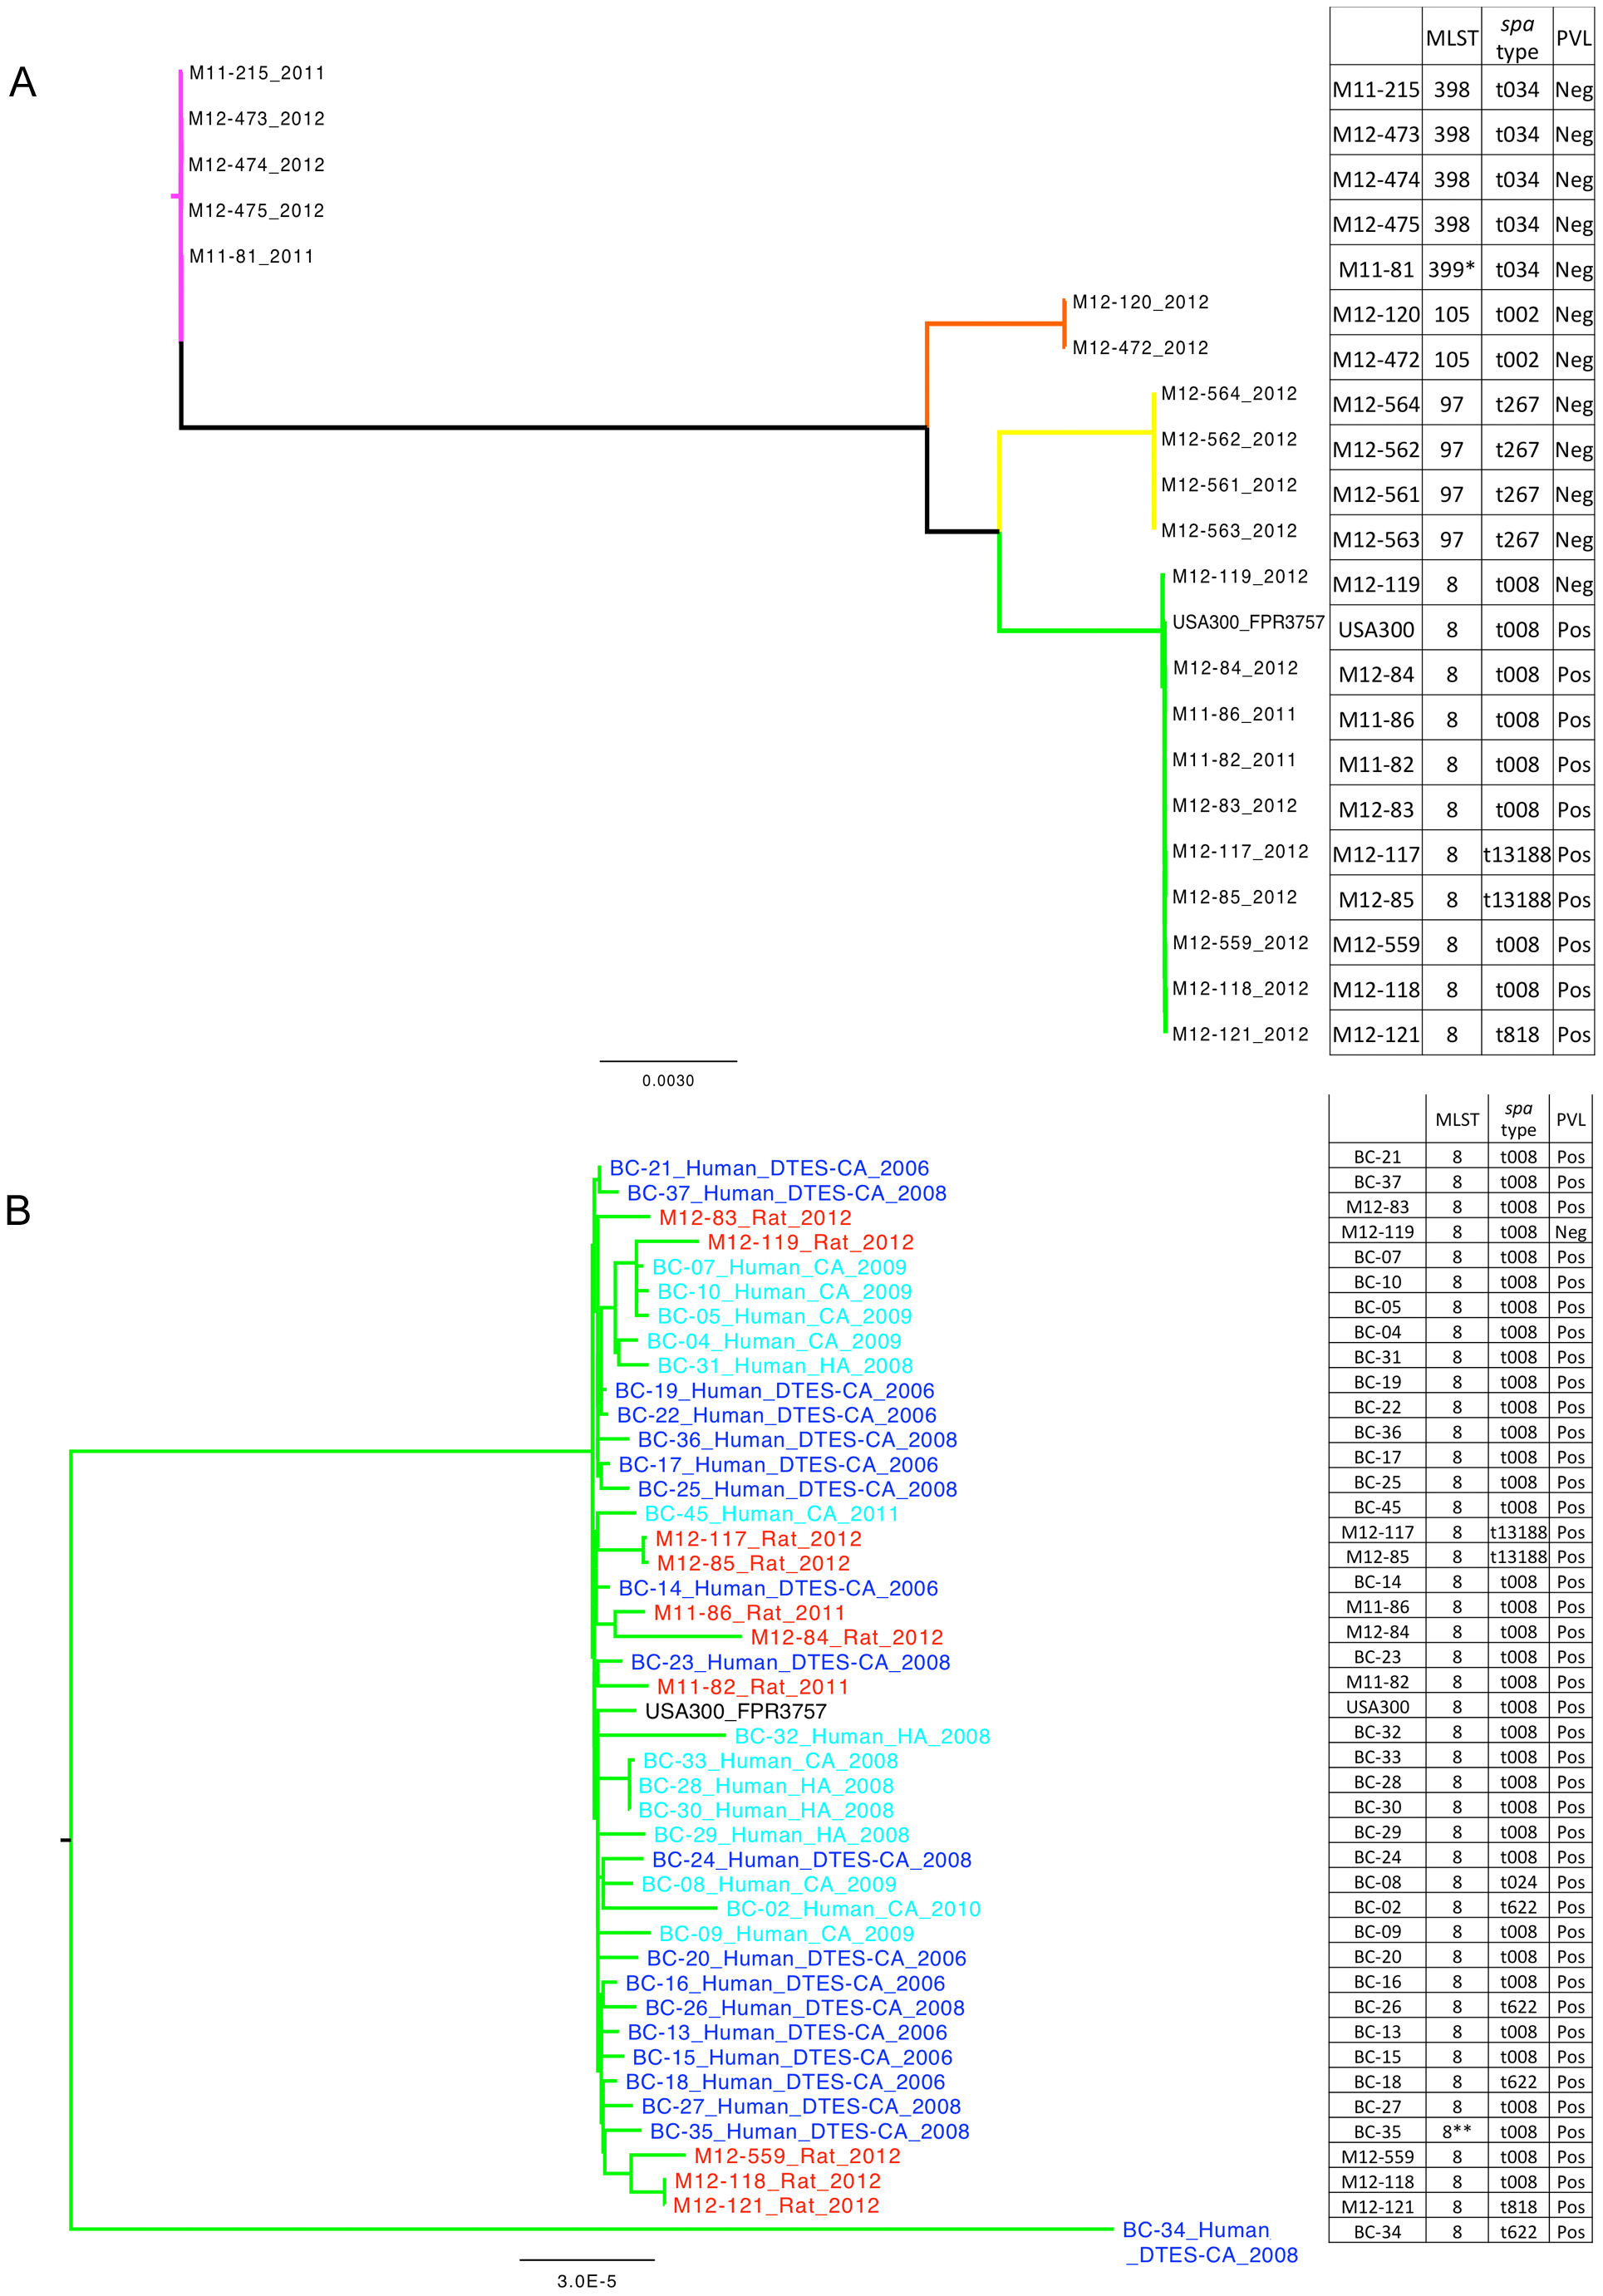 A
M11-215_2011
M12-473_2012
M12-474_2012
M12-475_2012
M11-81_2011
M12-120_2012
M12-472_2012
M12-564_2012
M12-562_2012
M12-561_2012
M12-563_2012
M12-119_2012
USA300_FPR3757
M12-84_2012
M11-86_2011
M11-82_2011
M12-83_2012
M12-117_2012
M12-85_2012
M12-559_2012
M12-118_2012
M12-121_2012
0.0030
MLST spa type PVL
M11-215 398 t034 Neg
M12-473 398 t034 Neg
M12-474 398 t034 Neg
M12-475 398 t034 Neg
M11-81 399* t034 Neg
M12-120 105 t002 Neg
M12-472 105 t002 Neg
M12-564 97 t267 Neg
M12-562 97 t267 Neg
M12-561 97 t267 Neg
M12-563 97 t267 Neg
M12-119 8 t008 Neg
USA300 8 t008 Pos
M12-84 8 t008 Pos
M11-86 8 t008 Pos
M11-82 8 t008 Pos
M12-83 8 t008 Pos
M12-117 8 t13188 Pos
M12-85 8 t13188 Pos
M12-559 8 t008 Pos
M12-118 8 t008 Pos
M12-121 8 t818 Pos
B
BC-21_Human_DTES-CA_2006
BC-37_Human_DTES-CA_2008
M12-83_Rat_2012
M12-119_Rat_2012
BC-07_Human_CA_2009
BC-10_Human_CA_2009
BC-05_Human_CA_2009
BC-04_Human_CA_2009
BC-31_Human_HA_2008
BC-19_Human_DTES-CA_2006
BC-22_Human_DTES-CA_2006
BC-36_Human_DTES-CA_2008
BC-17_Human_DTES-CA_2006
BC-25_Human_DTES-CA_2008
BC-45_Human_CA_2011
M12-117_Rat_2012
M12-85_Rat_2012
BC-14_Human_DTES-CA_2006
M11-86_Rat_2011
M12-84_Rat_2012
BC-23_Human_DTES-CA_2008
M11-82_Rat_2011
USA300_FPR3757
BC-32_Human_HA_2008
BC-33_Human_CA_2008
BC-28_Human_HA_2008
BC-30_Human_HA_2008
BC-29_Human_HA_2008
BC-24_Human_DTES-CA_2008
BC-08_Human_CA_2009
BC-02_Human_CA_2010
BC-09_Human_CA_2009
BC-20_Human_DTES-CA_2006
BC-16_Human_DTES-CA_2006
BC-26_Human_DTES-CA_2008
BC-13_Human_DTES-CA_2006
BC-15_Human_DTES-CA_2006
BC-18_Human_DTES-CA_2006
BC-27_Human_DTES-CA_2008
BC-35_Human_DTES-CA_2008
M12-559_Rat_2012
M12-118_Rat_2012
M12-121_Rat_2012
BC-34_Human
_DTES-CA_2008
3.0E-5
MLST spa type PVL
BC-21 8 t008 Pos
BC-37 8 t008 Pos
M12-83 8 t008 Pos
M12-119 8 t008 Neg
BC-07 8 t008 Pos
BC-10 8 t008 Pos
BC-05 8 t008 Pos
BC-04 8 t008 Pos
BC-31 8 t008 Pos
BC-19 8 t008 Pos
BC-22 8 t008 Pos
BC-36 8 t008 Pos
BC-17 8 t008 Pos
BC-25 8 t008 Pos
BC-45 8 t008 Pos
M12-117 8 t13188 Pos
M12-85 8 t13188 Pos
BC-14 8 t008 Pos
M11-86 8 t008 Pos
M12-84 8 t008 Pos
BC-23 8 t008 Pos
M11-82 8 t008 Pos
USA300 8 t008 Pos
BC-32 8 t008 Pos
BC-33 8 t008 Pos
BC-28 8 t008 Pos
BC-30 8 t008 Pos
BC-29 8 t008 Pos
BC-24 8 t008 Pos
BC-08 8 t024 Pos
BC-02 8 t622 Pos
BC-09 8 t008 Pos
BC-20 8 t008 Pos
BC-16 8 t008 Pos
BC-26 8 t622 Pos
BC-13 8 t008 Pos
BC-15 8 t008 Pos
BC-18 8 t622 Pos
BC-27 8 t008 Pos
BC-35 8** t008 Pos
M12-559 8 t008 Pos
M12-118 8 t008 Pos
M12-121 8 t818 Pos
BC-34 8 t622 Pos